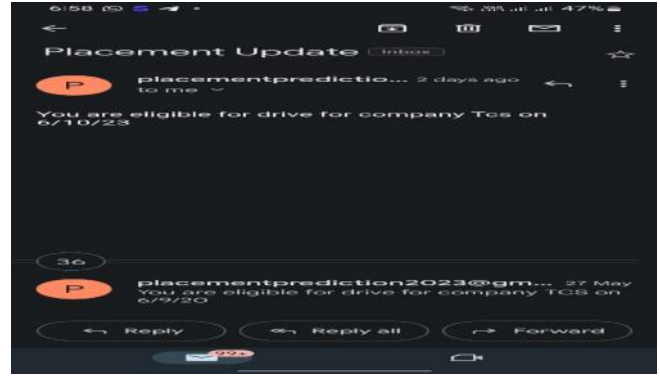 6:58
47%
Placement Update Inbox
P
placementpredictio... 2 days ago
to me
You are eligible for drive for company Tcs on
6/10/23
36
P
placementprediction2023@gm... 27 May
You are eligible for drive for company TCS on
6/9/20
Reply
Reply all
Forward
99+